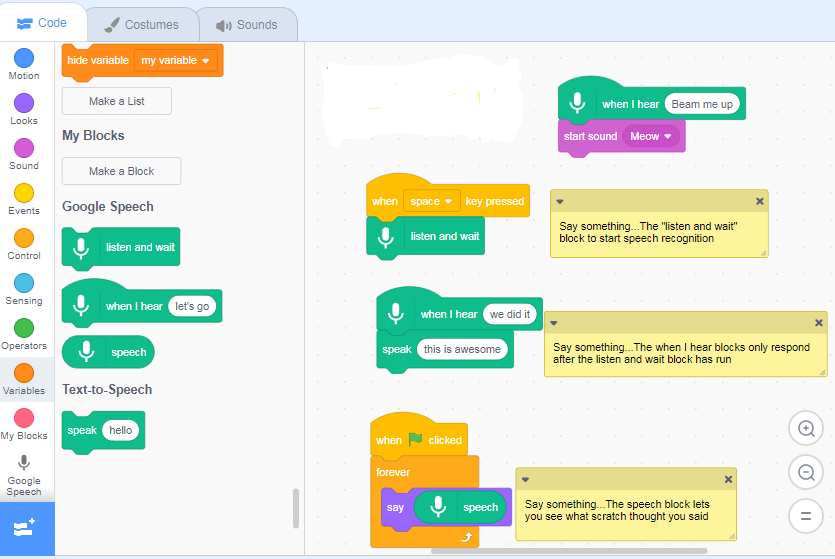 Code
Costumes
Sounds
Motion
Looks
Sound
Events
Control
Sensing
Operators
Variables
My Blocks
Google
Speech
hide variable my variable
Make a List
My Blocks
Make a Block
Google Speech
listen and wait
when I hear let's go
speech
Text-to-Speech
speak hello
when I hear Beam me up
start sound Meow
when space key pressed
listen and wait
Say something...The "listen and wait"
block to start speech recognition
when I hear we did it
speak this is awesome
Say something...The when I hear blocks only respond
after the listen and wait block has run
when clicked
forever
say speech
Say something...The speech block lets
you see what scratch thought you said